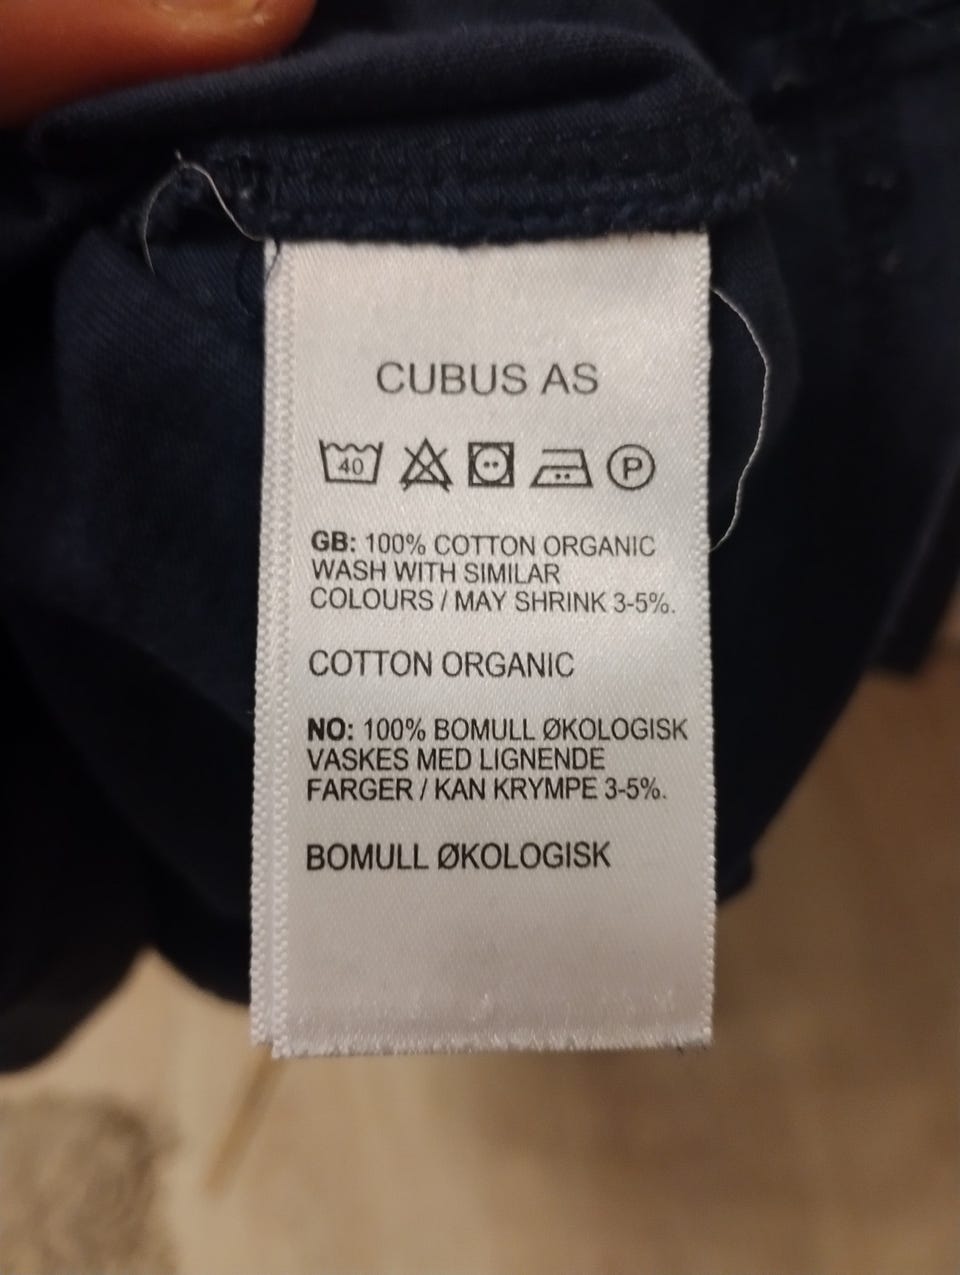 CUBUS AS
40 P
GB: 100% COTTON ORGANIC
WASH WITH SIMILAR
COLOURS / MAY SHRINK 3-5%.
COTTON ORGANIC
NO: 100% BOMULL ØKOLOGISK
VASKES MED LIGNENDE
FARGER / KAN KRYMPE 3-5%.
BOMULL ØKOLOGISK